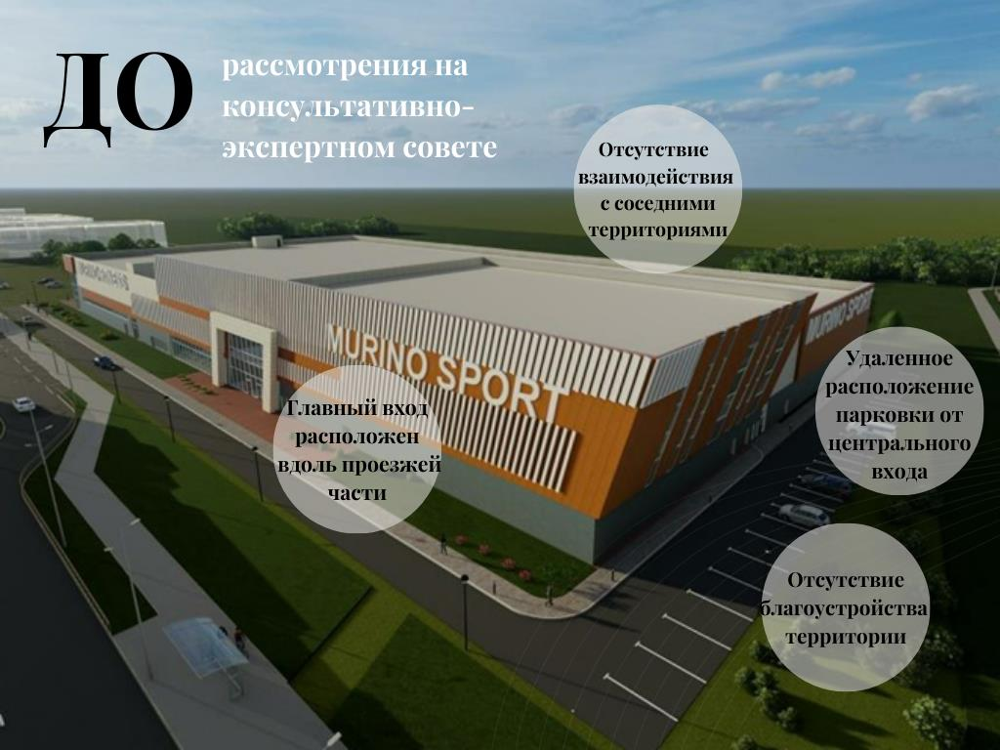 ДО
рассмотрения на
консультативно-
экспертном совете
Отсутствие
взаимодействия
с соседними
территориями
MURINO SPORT
MURINO SPORT
Удаленное
расположение
парковки от
центрального
входа
Главный вход
расположен
вдоль проезжей
части
Отсутствие
благоустройства
территории